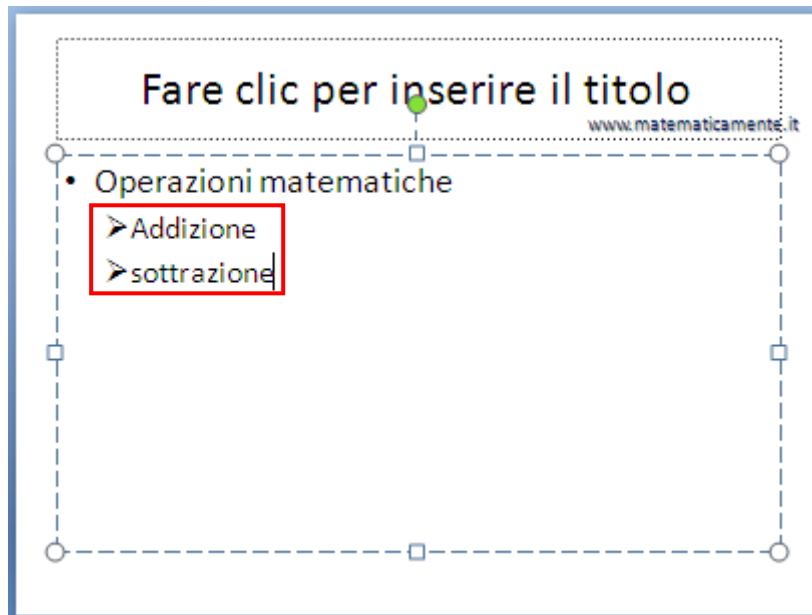 Fare clic per inserire il titolo
www.matematicamente.it
• Operazioni matematiche
➢Addizione
➢sottrazione